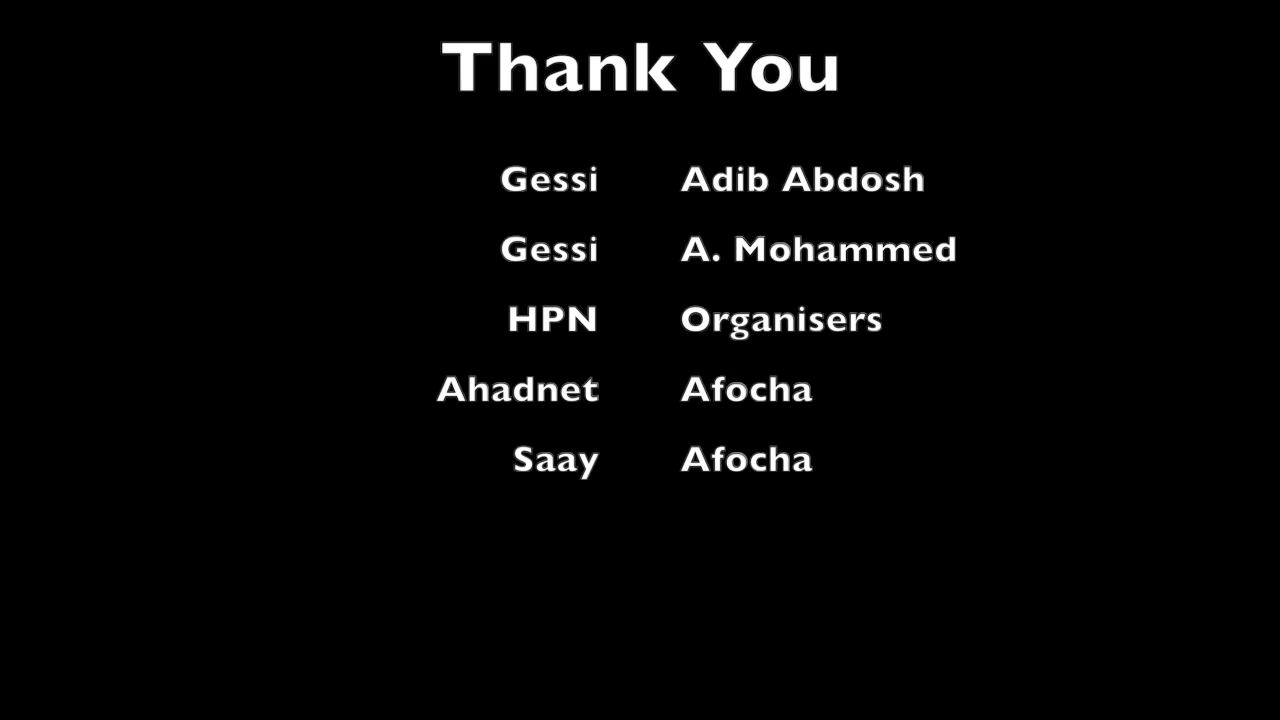 Thank You
Gessi Adib Abdosh
Gessi A. Mohammed
HPN Organisers
Ahadnet Afocha
Saay Afocha